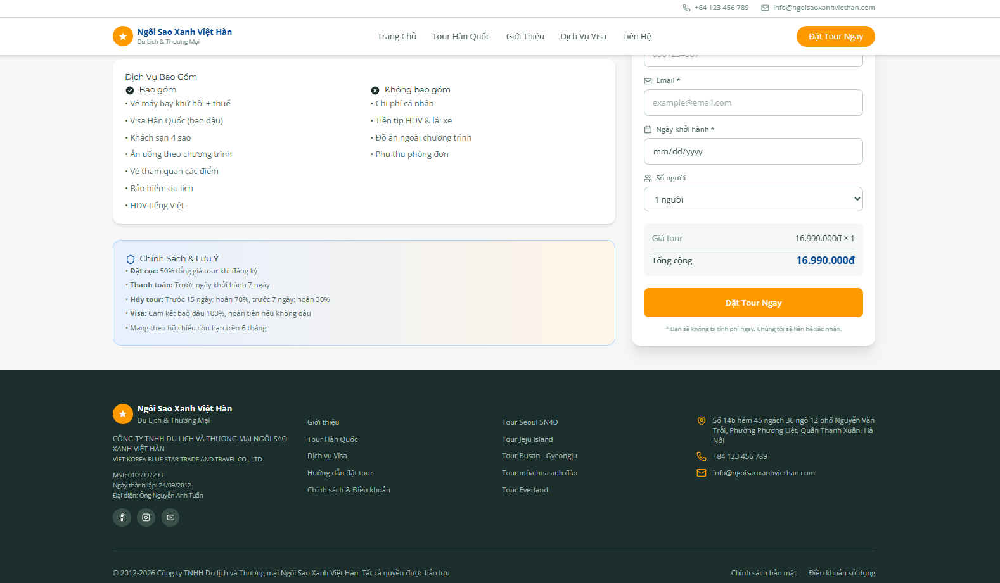 +84 123 456 789
info@ngoisaoxanhviethan.com
Ngôi Sao Xanh Việt Hàn
Du Lịch & Thương Mại
Trang Chủ
Tour Hàn Quốc
Giới Thiệu
Dịch Vụ Visa
Liên Hệ
Đặt Tour Ngay
Dịch Vụ Bao Gồm
Bao gồm
• Vé máy bay khứ hồi + thuế
• Visa Hàn Quốc (bao đậu)
• Khách sạn 4 sao
• Ăn uống theo chương trình
• Vé tham quan các điểm
• Bảo hiểm du lịch
• HDV tiếng Việt
Không bao gồm
• Chi phí cá nhân
• Tiền tip HDV & lái xe
• Đồ ăn ngoài chương trình
• Phụ thu phòng đơn
Chính Sách & Lưu Ý
• Đặt cọc: 50% tổng giá tour khi đăng ký
• Thanh toán: Trước ngày khởi hành 7 ngày
• Hủy tour: Trước 15 ngày: hoàn 70%, trước 7 ngày: hoàn 30%
• Visa: Cam kết bao đậu 100%, hoàn tiền nếu không đậu
• Mang theo hộ chiếu còn hạn trên 6 tháng
Email *
example@email.com
Ngày khởi hành *
mm/dd/yyyy
Số người
1 người
Giá tour
16.990.000đ × 1
Tổng cộng
16.990.000đ
Đặt Tour Ngay
* Bạn sẽ không bị tính phí ngay. Chúng tôi sẽ liên hệ xác nhận.
Ngôi Sao Xanh Việt Hàn
Du Lịch & Thương Mại
CÔNG TY TNHH DU LỊCH VÀ THƯƠNG MẠI NGÔI SAO
XANH VIỆT HÀN
VIET-KOREA BLUE STAR TRADE AND TRAVEL CO., LTD
MST: 0105997293
Ngày thành lập: 24/09/2012
Đại diện: Ông Nguyễn Anh Tuấn
Giới thiệu
Tour Hàn Quốc
Dịch vụ Visa
Hướng dẫn đặt tour
Chính sách & Điều khoản
Tour Seoul 5N4Đ
Tour Jeju Island
Tour Busan - Gyeongju
Tour mùa hoa anh đào
Tour Everland
Số 14b hẻm 45 ngách 36 ngõ 12 phố Nguyễn Văn
Trỗi, Phường Phương Liệt, Quận Thanh Xuân, Hà
Nội
+84 123 456 789
info@ngoisaoxanhviethan.com
© 2012-2026 Công ty TNHH Du lịch và Thương mại Ngôi Sao Xanh Việt Hàn. Tất cả quyền được bảo lưu.
Chính sách bảo mật
Điều khoản sử dụng